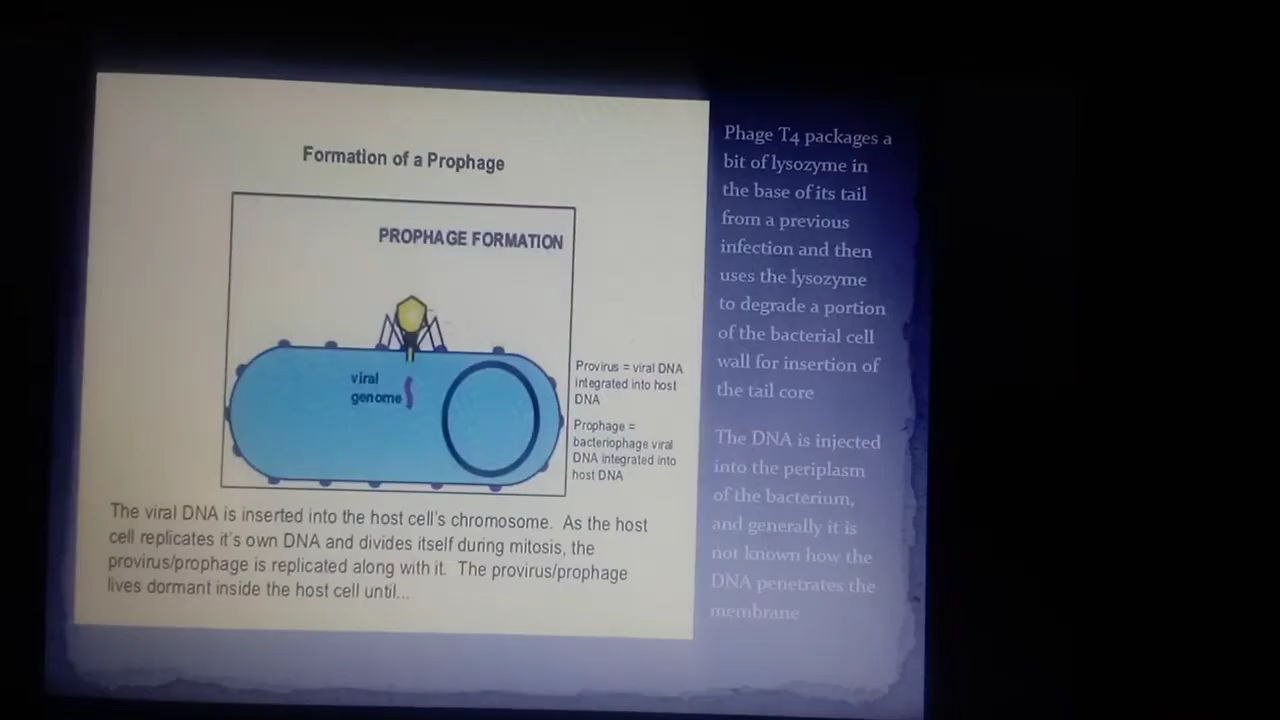 Formation of a Prophage
PROPHAGE FORMATION
viral
genome
Provirus = viral DNA
integrated into host
DNA
Prophage =
bacteriophage viral
DNA integrated into
host DNA
The viral DNA is inserted into the host cell's chromosome.  As the host
cell replicates it's own DNA and divides itself during mitosis, the
provirus/prophage is replicated along with it.  The provirus/prophage
lives dormant inside the host cell until...
Phage T4 packages a
bit of lysozyme in
the base of its tail
from a previous
infection and then
uses the lysozyme
to degrade a portion
of the bacterial cell
wall for insertion of
the tail core
The DNA is injected
into the periplasm
of the bacterium,
and generally it is
not known how the
DNA penetrates the
membrane